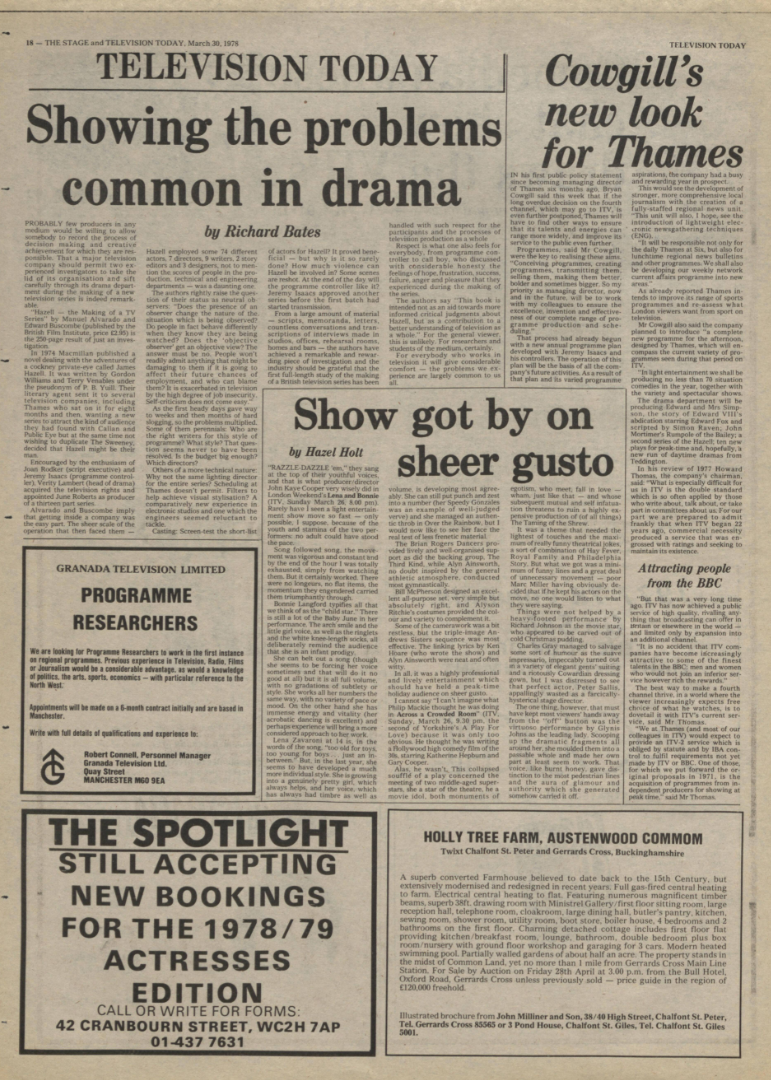 18 — THE STAGE and TELEVISION TODAY, March 30, 1978
TELEVISION TODAY
TELEVISION TODAY
Showing the problems
common in drama
by Richard Bates
PROBABLY few producers in any
medium would be willing to allow
somebody to record the process of
decision making and creative
achievement for which they are res-
ponsible. That a major television
company should permit two ex-
perienced investigators to take the
lid of its organisation and sift
carefully through its drama depart-
ment during the making of a new
television series is indeed remark-
able.
"Hazell — the Making of a TV
Series" by Manuel Alvarado and
Edward Buscombe (published by the
British Film Institute, price £2.95) is
the 250-page result of just an inves-
tigation.
In 1974 Macmillan published a
novel dealing with the adventures of
a cockney private-eye called James
Hazell. It was written by Gordon
Williams and Terry Venables under
the pseudonym of P. B. Yuill. Their
literary agent sent it to several
television companies, including
Thames who sat on it for eight
months and then, wanting a new
series to attract the kind of audience
they had found with Callan and
Public Eye but at the same time not
wishing to duplicate The Sweeney,
decided Hazell might be their
man.
Encouraged by the enthusiasm of
Joan Rodker (script executive) and
Jeremy Isaacs (programme control-
ler), Verity Lambert (head of drama)
acquired the television rights and
appointed June Roberts as producer
of a thirteen part series.
Alvarado and Buscombe imply
that getting inside a company was
the easy part. The sheer scale of the
operation that then faced them —
Hazell employed some 74 different
actors, 7 directors, 9 writers, 2 story
editors and 3 designers, not to men-
tion the scores of people in the pro-
duction, technical and engineering
departments — was a daunting one.
The authors rightly raise the ques-
tion of their status as neutral ob-
servers: "Does the presence of an
observer change the nature of the
situation which is being observed?
Do people in fact behave differently
when they know they are being
watched? Does the 'objective
observer' get an objective view? The
answer must be no. People won't
readily admit anything that might be
damaging to them if it is going to
affect their future chances of
employment, and who can blame
them? It is exacerbated in television
by the high degree of job insecurity.
Self-criticism does not come easy."
As the first heady days gave way
to weeks and then months of hard
slogging, so the problems multiplied.
Some of them perennials: Who are
the right writers for this style of
programme? What style? That ques-
tion seems never to have been
resolved. Is the budget big enough?
Which directors?
Others of a more technical nature:
Why not the same lighting director
for the entire series? Scheduling at
Thames doesn't permit. Filters to
help achieve visual stylisation? A
comparatively new experience in
electronic studios and one which the
engineers seemed reluctant to
tackle.
Casting: Screen-test the short-list
of actors for Hazell? It proved bene-
ficial — but why is it so rarely
done? How much violence can
Hazell be involved in? Some scenes
are reshot. At the end of the day will
the programme controller like it?
Jeremy Isaacs approved another
series before the first batch had
started transmission.
From a large amount of material
— scripts, memoranda, letters,
countless conversations and tran-
scriptions of interviews made in
studios, offices, rehearsal rooms,
homes and bars — the authors have
achieved a remarkable and rewar-
ding piece of investigation and the
industry should be grateful that the
first full-length study of the making
of a British television series has been
handled with such respect for the
participants and the processes of
television production as a whole.
Respect is what one also feels for
everybody, from programme con-
troller to call boy, who discussed
with considerable honesty the
feelings of hope, frustration, success,
failure, anger and pleasure that they
experienced during the making of
the series.
The authors say "This book is
intended not as an aid towards more
informed critical judgments about
Hazell, but as a contribution to a
better understanding of television as
a whole". For the general viewer,
this is unlikely. For researchers and
students of the medium, certainly.
For everybody who works in
television it will give considerable
comfort — the problems we ex-
perience are largely common to us
all.
Cowgill's
new look
for Thames
IN his first public policy statement
since becoming managing director
of Thames six months ago, Bryan
Cowgill said this week that if the
long overdue decision on the fourth
channel, which may go to ITV, is
even further postponed, Thames will
have to find other ways to ensure
that its talents and energies can
range more widely, and improve its
service to the public even further.
Programmes, said Mr Cowgill,
were the key to realising these aims.
"Conceiving programmes, creating
programmes, transmitting them,
selling them, making them better,
bolder and sometimes bigger. So my
priority as managing director, now
and in the future, will be to work
with my colleagues to ensure the
excellence, invention and effective-
ness of our complete range of pro-
gramme production and sche-
duling."
That process had already begun
with a new annual programme plan
developed with Jeremy Isaacs and
his controllers. The operation of this
plan will be the basis of all the com-
pany's future activities. As a result of
that plan and its varied programme
aspirations, the company had a busy
and rewarding year in prospect.
This would see the development of
stronger, more comprehensive local
journalism with the creation of a
fully-staffed regional news unit.
"This unit will also, I hope, see the
introduction of lightweight elec-
tronic newsgathering techniques
(ENG).
"It will be responsible not only for
the daily Thames at Six, but also for
lunchtime regional news bulletins
and other programmes. We shall also
be developing our weekly network
current affairs programme into new
areas."
As already reported Thames in-
tends to improve its range of sports
programmes and re-assess what
London viewers want from sport on
television.
Mr Cowgill also said the company
planned to introduce "a complete
new programme for the afternoon,
designed by Thames, which will en-
compass the current variety of pro-
grammes seen during that period on
ITV.
"In light entertainment we shall be
producing no less than 70 situation
comedies in the year, together with
the variety and spectacular shows.
The drama department will be
producing Edward and Mrs Simp-
son, the story of Edward VIII's
abdication starring Edward Fox and
scripted by Simon Raven; John
Mortimer's Rumpole of the Bailey; a
second series of the Hazell; ten new
plays for peak-time and, hopefully, a
new run of daytime dramas from
Teddington.
In his review of 1977 Howard
Thomas, the company's chairman,
said: "What is especially difficult for
us in ITV is the double standard
which is so often applied by those
who write about, talk about, or take
part in committees about us. For our
part we are prepared to admit
frankly that when ITV began 22
years ago, commercial necessity
produced a service that was en-
grossed with ratings and seeking to
maintain its existence.
Attracting people
from the BBC
"But that was a very long time
ago. ITV has now achieved a public
service of high quality, rivalling any-
thing that broadcasting can offer in
Britain or elsewhere in the world —
and limited only by expansion into
an additional channel.
"It is no accident that ITV com-
panies have become increasingly
attractive to some of the finest
talents in the BBC; men and women
who would not join an inferior ser-
vice however rich the rewards."
The best way to make a fourth
channel thrive, in a world where the
viewer increasingly expects free
choice of what he watches, is to
dovetail it with ITV's current ser-
vice, said Mr Thomas.
"We at Thames (and most of our
colleagues in ITV) would expect to
provide an ITV-2 service which is
obliged by statute and by IBA con-
trol to fulfil requirements not yet
made by ITV or BBC. One of those,
for which we put forward the or-
iginal proposals in 1971, is the
acquisition of programmes from in-
dependent producers for showing at
peak time," said Mr Thomas.
Show got by on
sheer gusto
by Hazel Holt
"RAZZLE-DAZZLE 'em," they sang
at the top of their youthful voices,
and that is what producer/director
John Kaye Cooper very wisely did in
London Weekend's Lena and Bonnie
(ITV, Sunday March 26, 6.00 pm).
Rarely have I seen a light entertain-
ment show move so fast — only
possible, I suppose, because of the
youth and stamina of the two per-
formers; no adult could have stood
the pace.
Song followed song, the move-
ment was vigorous and constant and
by the end of the hour I was totally
exhausted, simply from watching
them. But it certainly worked. There
were no longeurs, no flat items, the
momentum they engendered carried
them triumphantly through.
Bonnie Langford typifies all that
we think of as the "child star." There
is still a lot of the Baby June in her
performance. The arch smile and the
little girl voice, as well as the ringlets
and the white knee-length socks, all
deliberately remind the audience
that she is an infant prodigy.
She can belt out a song (though
she seems to be forcing her voice
sometimes and that will do it no
good at all) but it is all full volume,
with no gradations of subtlety or
style. She works all her numbers the
same way, with no variety of pace or
mood. On the other hand she has
immense energy and vitality (her
acrobatic dancing is excellent) and
perhaps experience will bring a more
considered approach to her work.
Lena Zavaroni at 14 is, in the
words of the song, "too old for toys,
too young for boys . . . just an in-
between." But, in the last year, she
seems to have developed a much
more individual style. She is growing
into a genuinely pretty girl, which
always helps, and her voice, which
has always had timbre as well as
volume, is developing most agree-
ably. She can still put punch and zest
into a number (her Speedy Gonzales
was an example of well-judged
verve) and she managed an authen-
tic throb in Over the Rainbow, but I
would now like to see her face the
real test of less frenetic material.
The Brian Rogers Dancers pro-
vided lively and well-organised sup-
port as did the backing group, The
Third Kind, while Alyn Ainsworth,
no doubt inspired by the general
athletic atmosphere, conducted
most gymnastically.
Bill McPherson designed an excel-
lent all-purpose set, very simple but
absolutely right, and Alyson
Ritchie's costumes provided the col-
our and variety to complement it.
Some of the camerawork was a bit
restless, but the triple-image An-
drews Sisters sequence was most
effective. The linking lyrics by Ken
Hoare (who wrote the show) and
Alyn Ainsworth were neat and often
witty.
In all, it was a highly professional
and lively entertainment which
should have held a peak-time
holiday audience on sheer gusto.
I cannot say "I can't imagine what
Philip Mackie thought he was doing
in Across a Crowded Room" (ITV,
Sunday, March 26, 9.30 pm, the
second of Yorkshire's A Play For
Love) because it was only too
obvious. He thought he was writing
a Hollywood high comedy film of the
30s, starring Katherine Hepburn and
Gary Cooper.
Alas, he wasn't. This collapsed
soufflé of a play concerned the
meeting of two middle-aged super-
stars, she a star of the theatre, he a
movie idol, both monuments of
egotism, who meet, fall in love —
wham, just like that — and whose
subsequent mutual and self infatua-
tion threatens to ruin a highly ex-
pensive production of (of all things)
The Taming of the Shrew.
It was a theme that needed the
lightest of touches and the maxi-
mum of really funny theatrical jokes,
a sort of combination of Hay Fever,
Royal Family and Philadelphia
Story. But what we got was a mini-
mum of funny lines and a great deal
of unnecessary movement — poor
Marc Miller having obviously de-
cided that if he kept his actors on the
move, no one would listen to what
they were saying.
Things were not helped by a
heavy-footed performance by
Richard Johnson as the movie star,
who appeared to be carved out of
cold Christmas pudding.
Charles Gray managed to salvage
some sort of humour as the suave
impresario, impeccably turned out
in a variety of elegant gents' suiting
and a riotously Cowardian dressing
gown, but I was distressed to see
that perfect actor, Peter Sallis,
appallingly wasted as a farcically-
hysterical stage director.
The one thing, however, that must
have kept most viewers' hands away
from the "off" button was the
virtuoso performance by Glynis
Johns as the leading lady. Scooping
up the dramatic fragments all
around her, she moulded them into a
passable whole and made her own
part at least seem to work. That
voice, like burnt honey, gave dis-
tinction to the most pedestrian lines
and the aura of glamour and
authority which she generated
somehow carried it off.
GRANADA TELEVISION LIMITED
PROGRAMME
RESEARCHERS
We are looking for Programme Researchers to work in the first instance
on regional programmes. Previous experience in Television, Radio, Films
or Journalism would be a considerable advantage, as would a knowledge
of politics, the arts, sports, economics — with particular reference to the
North West.
Appointments will be made on a 6-month contract initially and are based in
Manchester.
Write with full details of qualifications and experience to:
Robert Connell, Personnel Manager
Granada Television Ltd.
Quay Street
MANCHESTER M60 9EA
THE SPOTLIGHT
STILL ACCEPTING
NEW BOOKINGS
FOR THE 1978/79
ACTRESSES
EDITION
CALL OR WRITE FOR FORMS:
42 CRANBOURN STREET, WC2H 7AP
01-437 7631
HOLLY TREE FARM, AUSTENWOOD COMMOM
Twixt Chalfont St. Peter and Gerrards Cross, Buckinghamshire
A superb converted Farmhouse believed to date back to the 15th Century, but
extensively modernised and redesigned in recent years. Full gas-fired central heating
to farm. Electrical central heating to flat. Featuring numerous magnificent timber
beams, superb 38ft. drawing room with Ministrel Gallery/first floor sitting room, large
reception hall, telephone room, cloakroom, large dining hall, butler's pantry, kitchen,
sewing room, shower room, utility room, boot store, boiler house, 4 bedrooms and 2
bathrooms on the first floor. Charming detached cottage includes first floor flat
providing kitchen/breakfast room, lounge, bathroom, double bedroom plus box
room/nursery with ground floor workshop and garaging for 3 cars. Modern heated
swimming pool. Partially walled gardens of about half an acre. The property stands in
the midst of Common Land, yet no more than 1 mile from Gerrards Cross Main Line
Station. For Sale by Auction on Friday 28th April at 3.00 p.m. from the Bull Hotel,
Oxford Road, Gerrards Cross unless previously sold — price guide in the region of
£120,000 freehold.
Illustrated brochure from John Milliner and Son, 38/40 High Street, Chalfont St. Peter,
Tel. Gerrards Cross 85565 or 3 Pond House, Chalfont St. Giles, Tel. Chalfont St. Giles
5001.